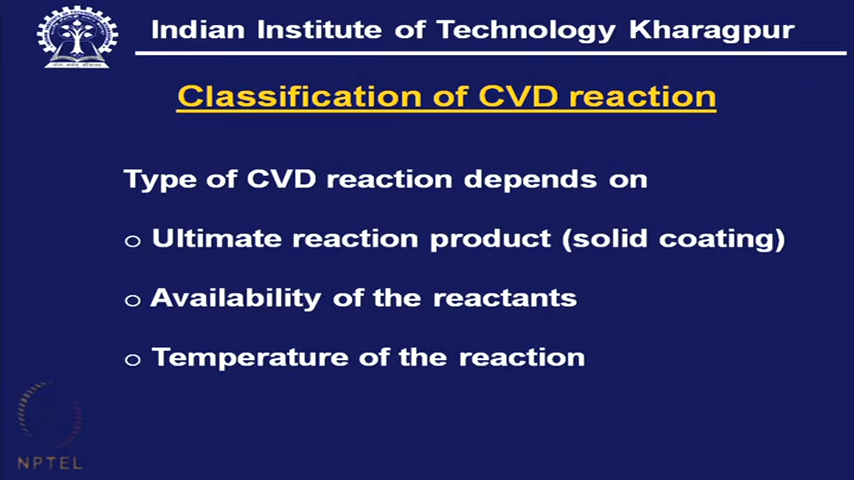 Indian Institute of Technology Kharagpur
Classification of CVD reaction
Type of CVD reaction depends on
o Ultimate reaction product (solid coating)
o Availability of the reactants
o Temperature of the reaction
NPTEL